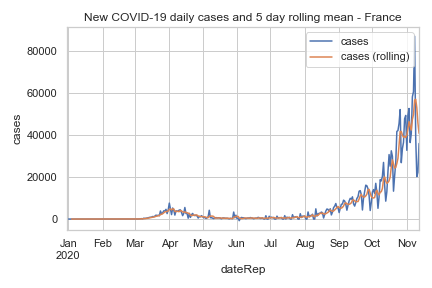 New COVID-19 daily cases and 5 day rolling mean - France
cases
cases (rolling)
80000
60000
40000
20000
0
cases
Jan Feb Mar Apr May Jun Jul Aug Sep Oct Nov
2020
dateRep